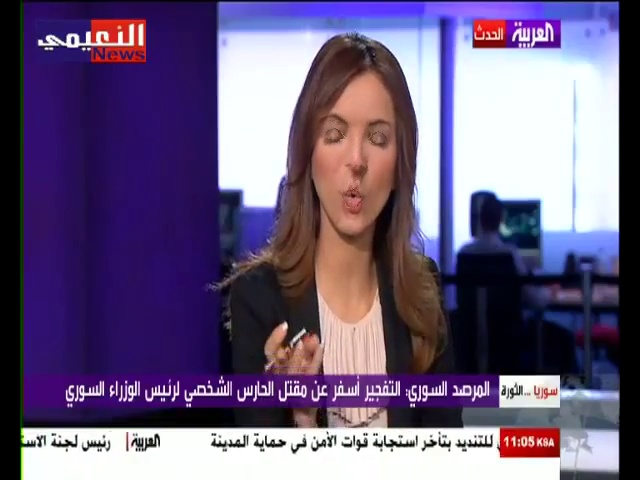 النعيمي
News
الحدث العربية
سوريا ... الثورة
المرصد السوري: التفجير أسفر عن مقتل الحارس الشخصي لرئيس الوزراء السوري
11:05 KSA
للتنديد بتأخر استجابة قوات الأمن في حماية المدينة
العربية
رئيس لجنة